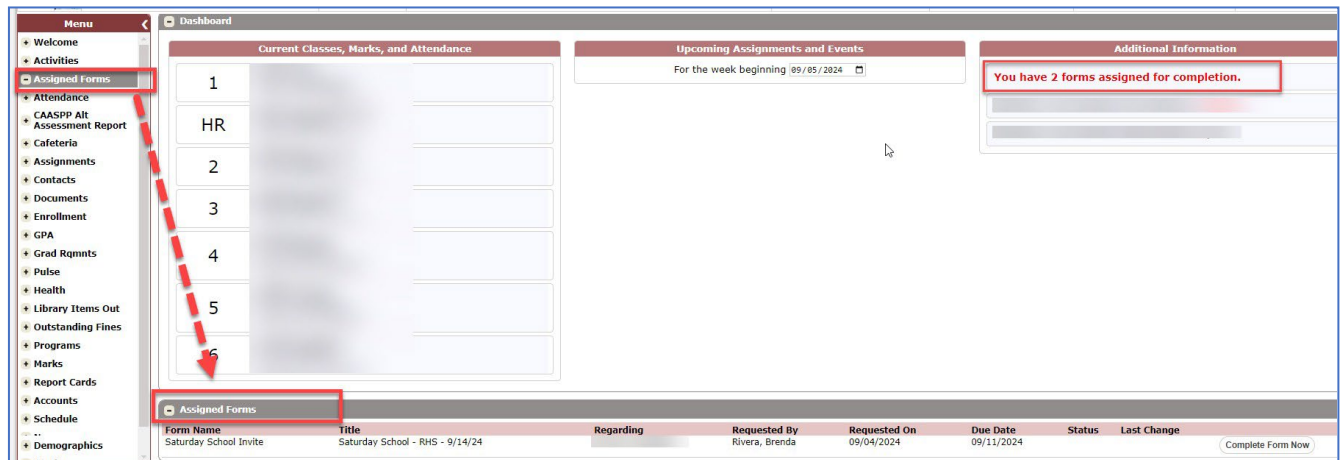 Menu
Welcome
Activities
Assigned Forms
Attendance
CAASPP Alt
Assessment Report
Cafeteria
Assignments
Contacts
Documents
Enrollment
GPA
Grad Rqmnts
Pulse
Health
Library Items Out
Outstanding Fines
Programs
Marks
Report Cards
Accounts
Schedule
Demographics
Dashboard
Current Classes, Marks, and Attendance
1
HR
2
3
4
5
6
Upcoming Assignments and Events
For the week beginning 09/05/2024
Additional Information
You have 2 forms assigned for completion.
Assigned Forms
Form Name Title Regarding Requested By Requested On Due Date Status Last Change
Saturday School Invite Saturday School - RHS - 9/14/24 Rivera, Brenda 09/04/2024 09/11/2024 Complete Form Now